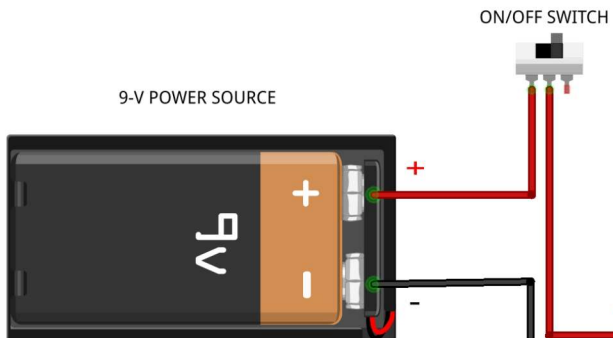 ON/OFF SWITCH
9-V POWER SOURCE
+
+
9V
-
-